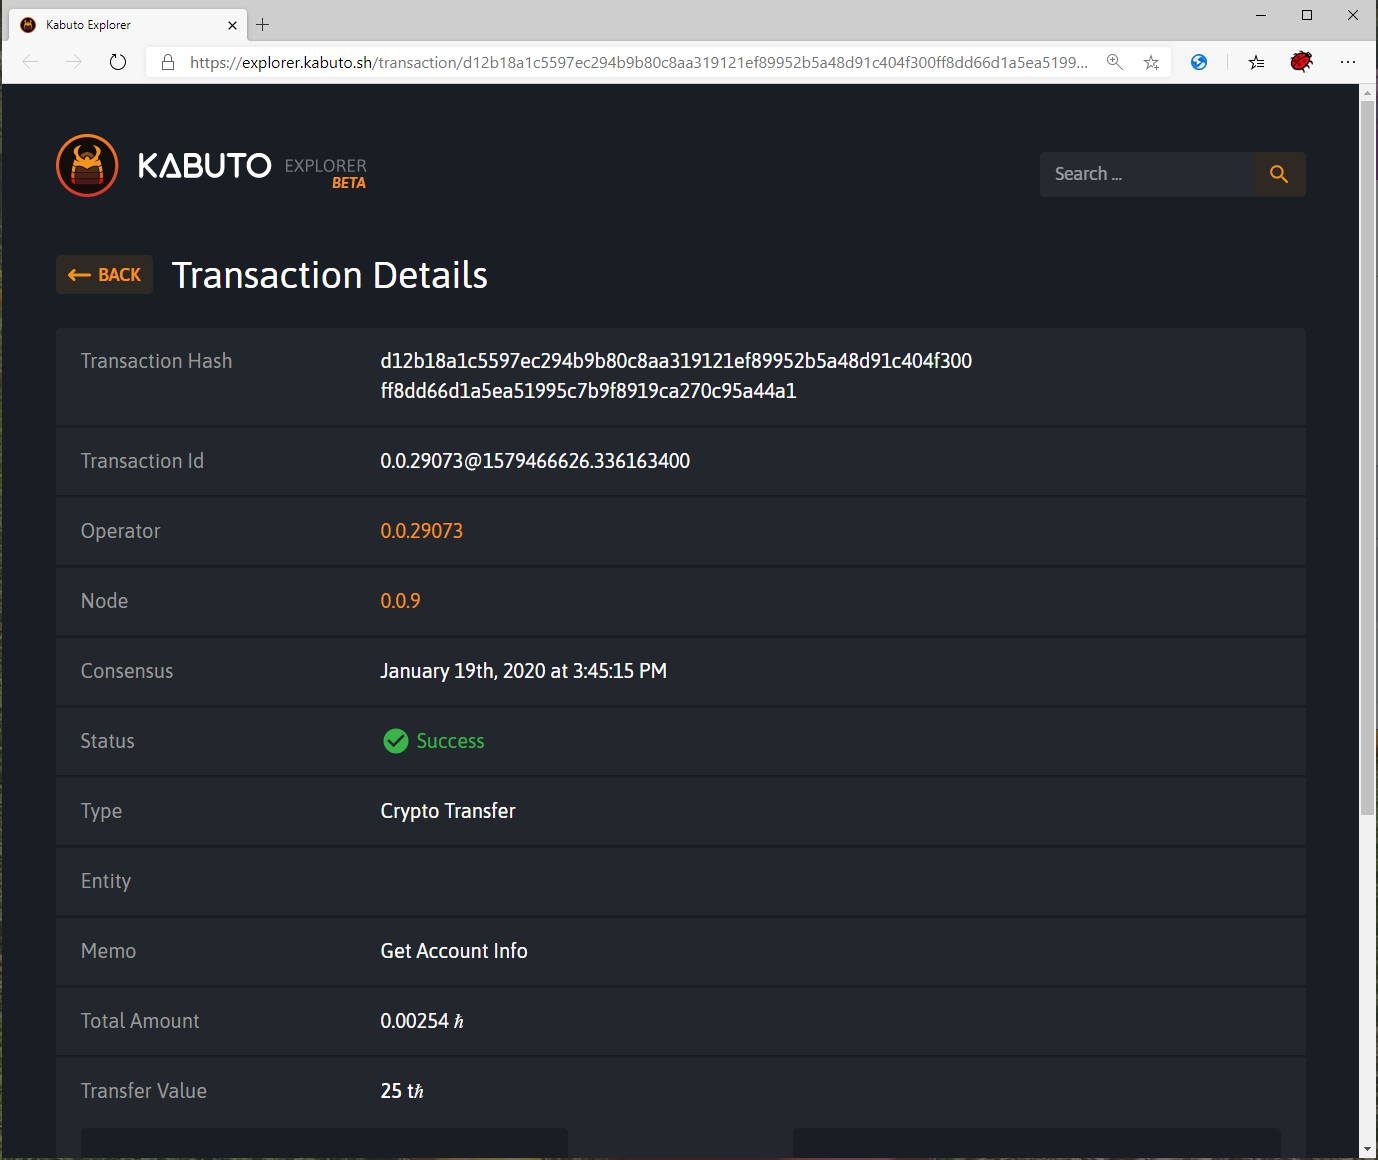 Kabuto Explorer
https://explorer.kabuto.sh/transaction/d12b18a1c5597ec294b9b80c8aa319121ef89952b5a48d91c404f300ff8dd66d1a5ea5199...
KABUTO EXPLORER
BETA
Search ...
BACK Transaction Details
Transaction Hash d12b18a1c5597ec294b9b80c8aa319121ef89952b5a48d91c404f300
ff8dd66d1a5ea51995c7b9f8919ca270c95a44a1
Transaction Id 0.0.29073@1579466626.336163400
Operator 0.0.29073
Node 0.0.9
Consensus January 19th, 2020 at 3:45:15 PM
Status Success
Type Crypto Transfer
Entity
Memo Get Account Info
Total Amount 0.00254 ℏ
Transfer Value 25 tℏ